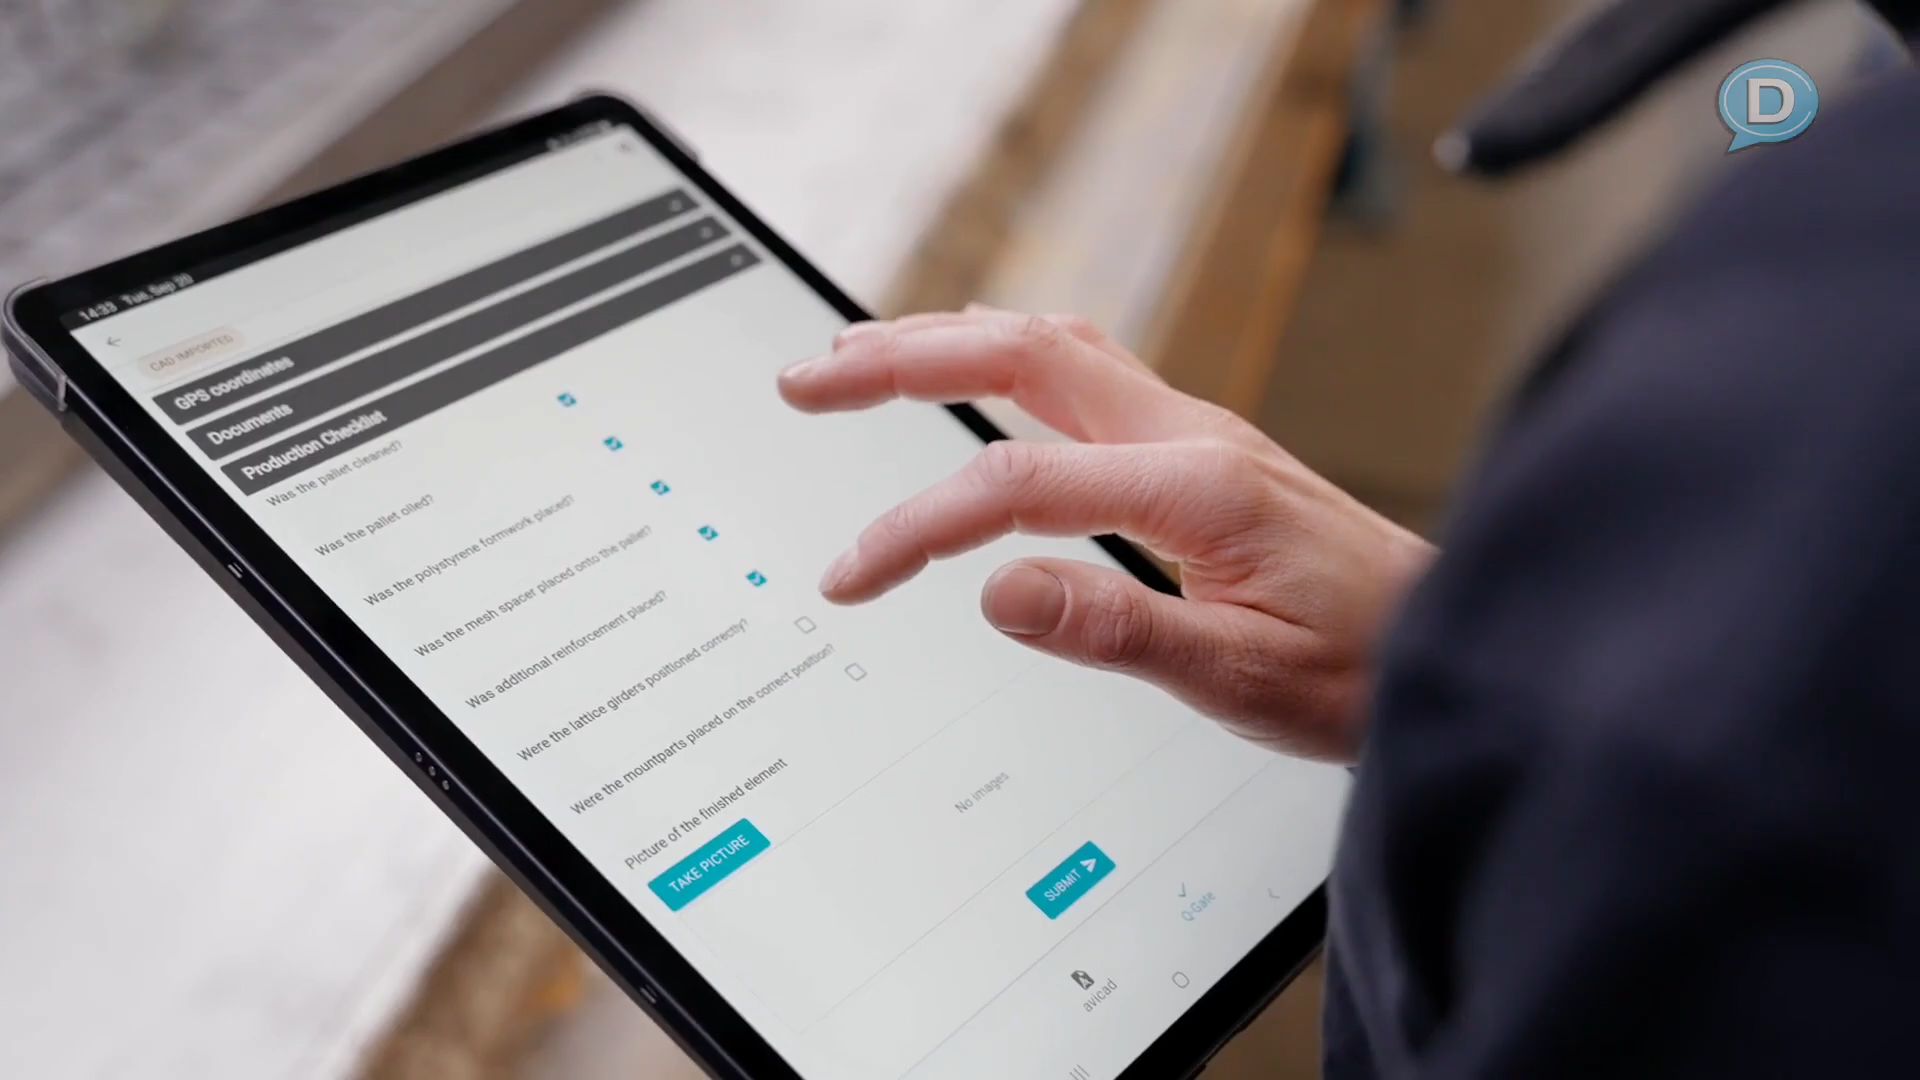 D
14:33 Tue, Sep 20
CAD IMPORTED
GPS coordinates
Documents
Production Checklist
Was the pallet cleaned?
Was the pallet oiled?
Was the polystyrene formwork placed?
Was the mesh spacer placed onto the pallet?
Was additional reinforcement placed?
Were the lattice girders positioned correctly?
Were the mountparts placed on the correct position?
Picture of the finished element
TAKE PICTURE
No images
SUBMIT
avicad
Q-Gate